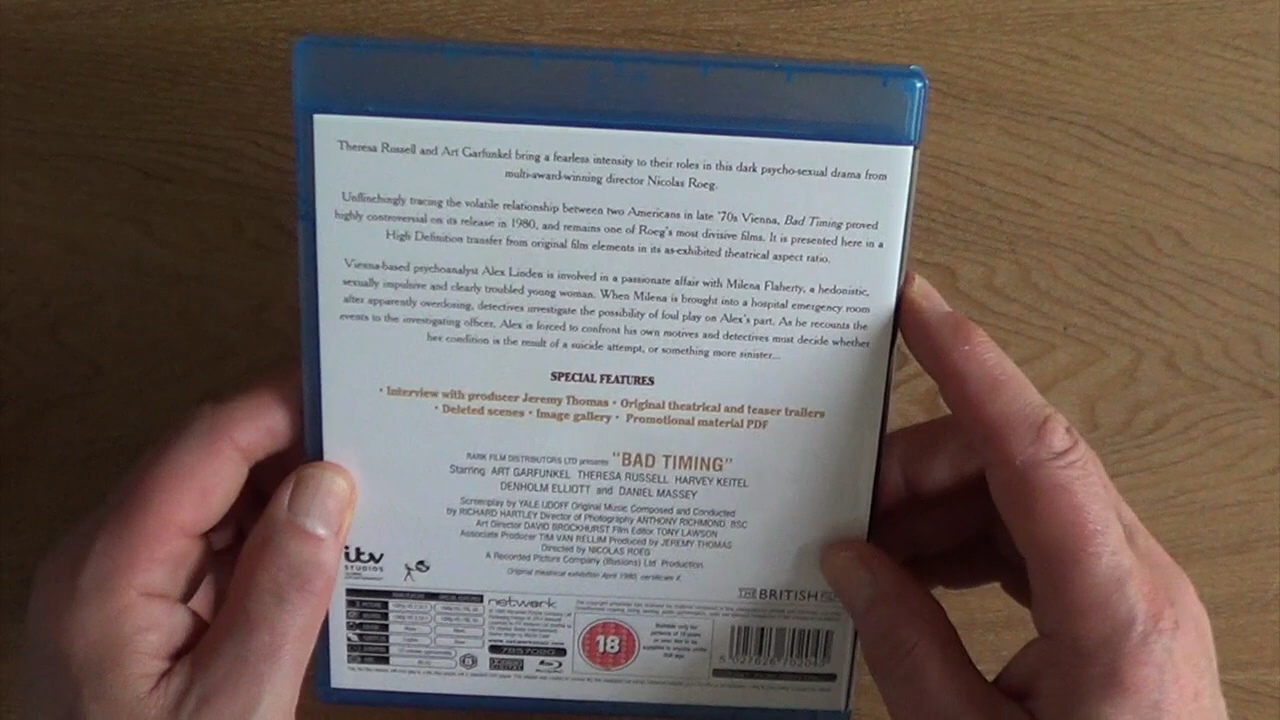 Theresa Russell and Art Garfunkel bring a fearless intensity to their roles in this dark psycho-sexual drama from
multi-award-winning director Nicolas Roeg.
Unflinchingly tracing the volatile relationship between two Americans in late '70s Vienna, Bad Timing proved
highly controversial on its release in 1980, and remains one of Roeg's most divisive films. It is presented here in a
High Definition transfer from original film elements in its as-exhibited theatrical aspect ratio.
Vienna-based psychoanalyst Alex Linden is involved in a passionate affair with Milena Flaherty, a hedonistic,
sexually impulsive and clearly troubled young woman. When Milena is brought into a hospital emergency room
after apparently overdosing, detectives investigate the possibility of foul play on Alex's part. As he recounts the
events to the investigating officer, Alex is forced to confront his own motives and detectives must decide whether
her condition is the result of a suicide attempt, or something more sinister...
SPECIAL FEATURES
• Interview with producer Jeremy Thomas • Original theatrical and teaser trailers
• Deleted scenes • Image gallery • Promotional material PDF
RANK FILM DISTRIBUTORS LTD presents "BAD TIMING"
Starring ART GARFUNKEL THERESA RUSSELL HARVEY KEITEL
DENHOLM ELLIOTT and DANIEL MASSEY
Screenplay by YALE UDOFF Original Music Composed and Conducted
by RICHARD HARTLEY Director of Photography ANTHONY RICHMOND, BSC
Art Director DAVID BROCKHURST Film Editor TONY LAWSON
Associate Producer TIM VAN RELLIM Produced by JEREMY THOMAS
Directed by NICOLAS ROEG
A Recorded Picture Company (Illusions) Ltd Production
Original theatrical exhibition April 1980, certificate X.
itv
STUDIOS
THE BRITISH
network
18